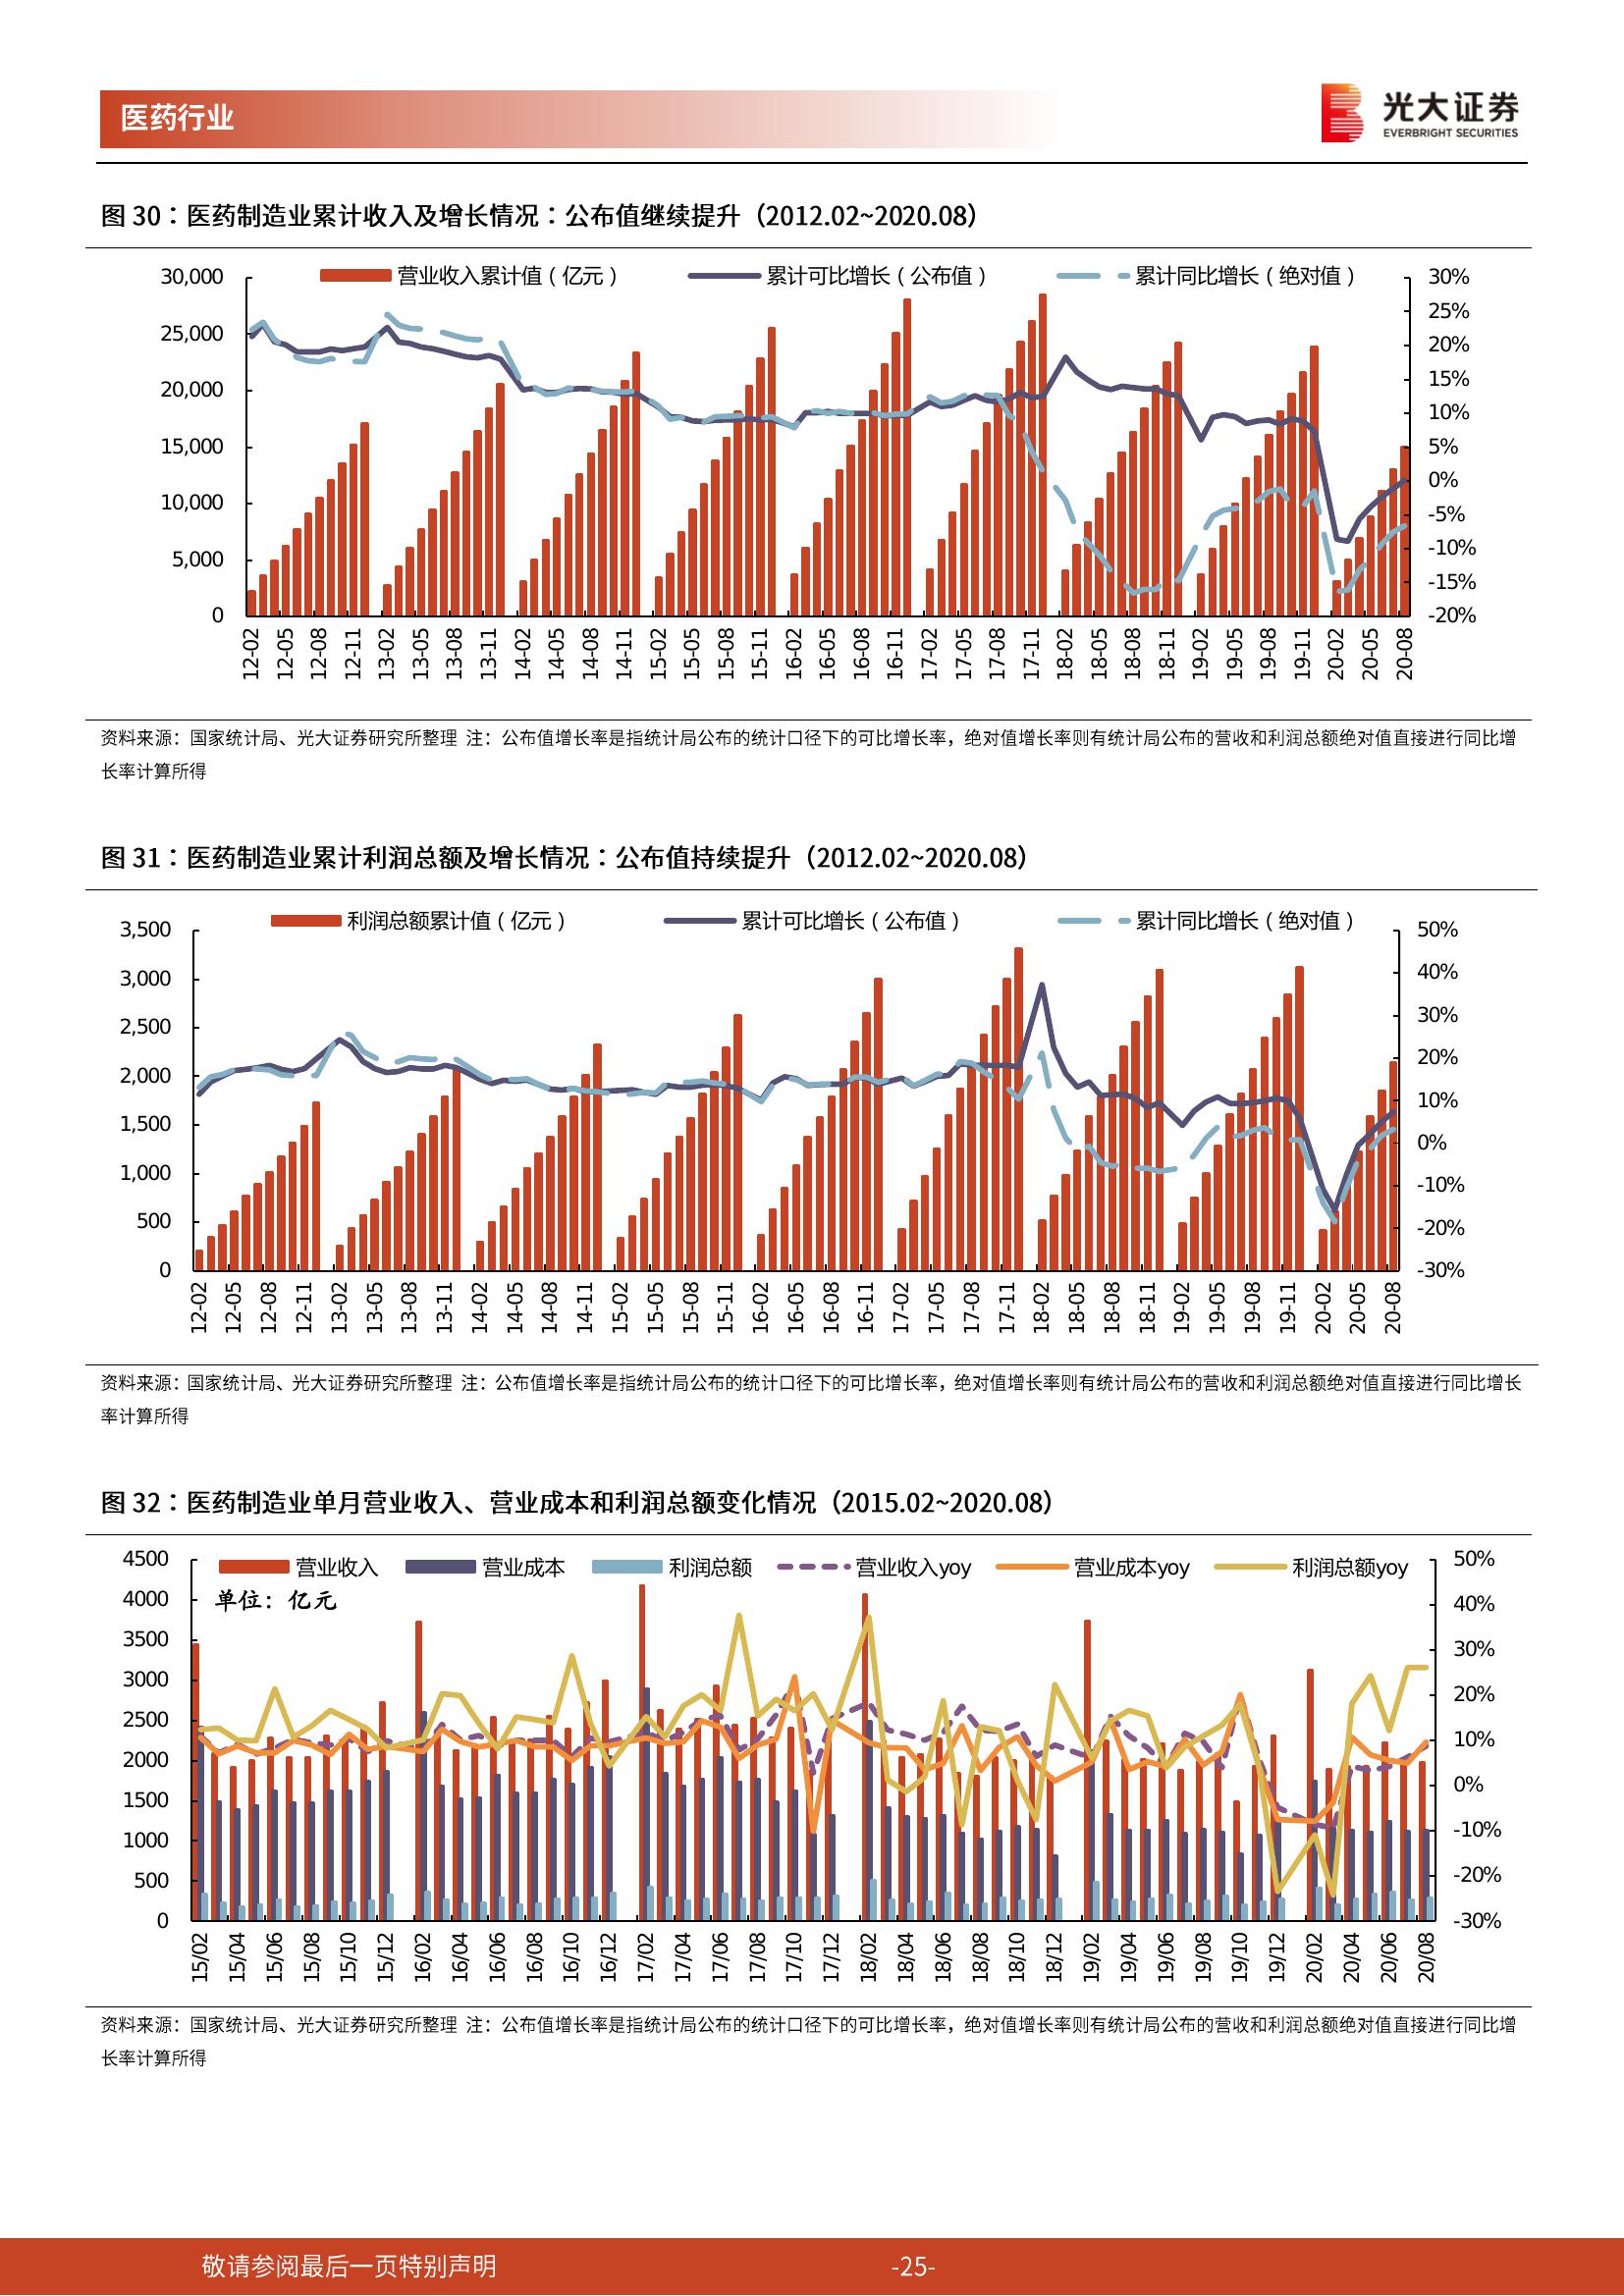 医药行业
光大证券
EVERBRIGHT SECURITIES
图 30：医药制造业累计收入及增长情况：公布值继续提升（2012.02~2020.08）
营业收入累计值（亿元） 累计可比增长（公布值） 累计同比增长（绝对值）
30,000
25,000
20,000
15,000
10,000
5,000
0
30%
25%
20%
15%
10%
5%
0%
-5%
-10%
-15%
-20%
12-02 12-05 12-08 12-11 13-02 13-05 13-08 13-11 14-02 14-05 14-08 14-11 15-02 15-05 15-08 15-11 16-02 16-05 16-08 16-11 17-02 17-05 17-08 17-11 18-02 18-05 18-08 18-11 19-02 19-05 19-08 19-11 20-02 20-05 20-08
资料来源：国家统计局、光大证券研究所整理 注：公布值增长率是指统计局公布的统计口径下的可比增长率，绝对值增长率则有统计局公布的营收和利润总额绝对值直接进行同比增
长率计算所得
图 31：医药制造业累计利润总额及增长情况：公布值持续提升（2012.02~2020.08）
利润总额累计值（亿元） 累计可比增长（公布值） 累计同比增长（绝对值）
3,500
3,000
2,500
2,000
1,500
1,000
500
0
50%
40%
30%
20%
10%
0%
-10%
-20%
-30%
12-02 12-05 12-08 12-11 13-02 13-05 13-08 13-11 14-02 14-05 14-08 14-11 15-02 15-05 15-08 15-11 16-02 16-05 16-08 16-11 17-02 17-05 17-08 17-11 18-02 18-05 18-08 18-11 19-02 19-05 19-08 19-11 20-02 20-05 20-08
资料来源：国家统计局、光大证券研究所整理 注：公布值增长率是指统计局公布的统计口径下的可比增长率，绝对值增长率则有统计局公布的营收和利润总额绝对值直接进行同比增长
率计算所得
图 32：医药制造业单月营业收入、营业成本和利润总额变化情况（2015.02~2020.08）
营业收入 营业成本 利润总额 营业收入yoy 营业成本yoy 利润总额yoy
单位：亿元
4500
4000
3500
3000
2500
2000
1500
1000
500
0
50%
40%
30%
20%
10%
0%
-10%
-20%
-30%
15/02 15/04 15/06 15/08 15/10 15/12 16/02 16/04 16/06 16/08 16/10 16/12 17/02 17/04 17/06 17/08 17/10 17/12 18/02 18/04 18/06 18/08 18/10 18/12 19/02 19/04 19/06 19/08 19/10 19/12 20/02 20/04 20/06 20/08
资料来源：国家统计局、光大证券研究所整理 注：公布值增长率是指统计局公布的统计口径下的可比增长率，绝对值增长率则有统计局公布的营收和利润总额绝对值直接进行同比增
长率计算所得
敬请参阅最后一页特别声明
-25-